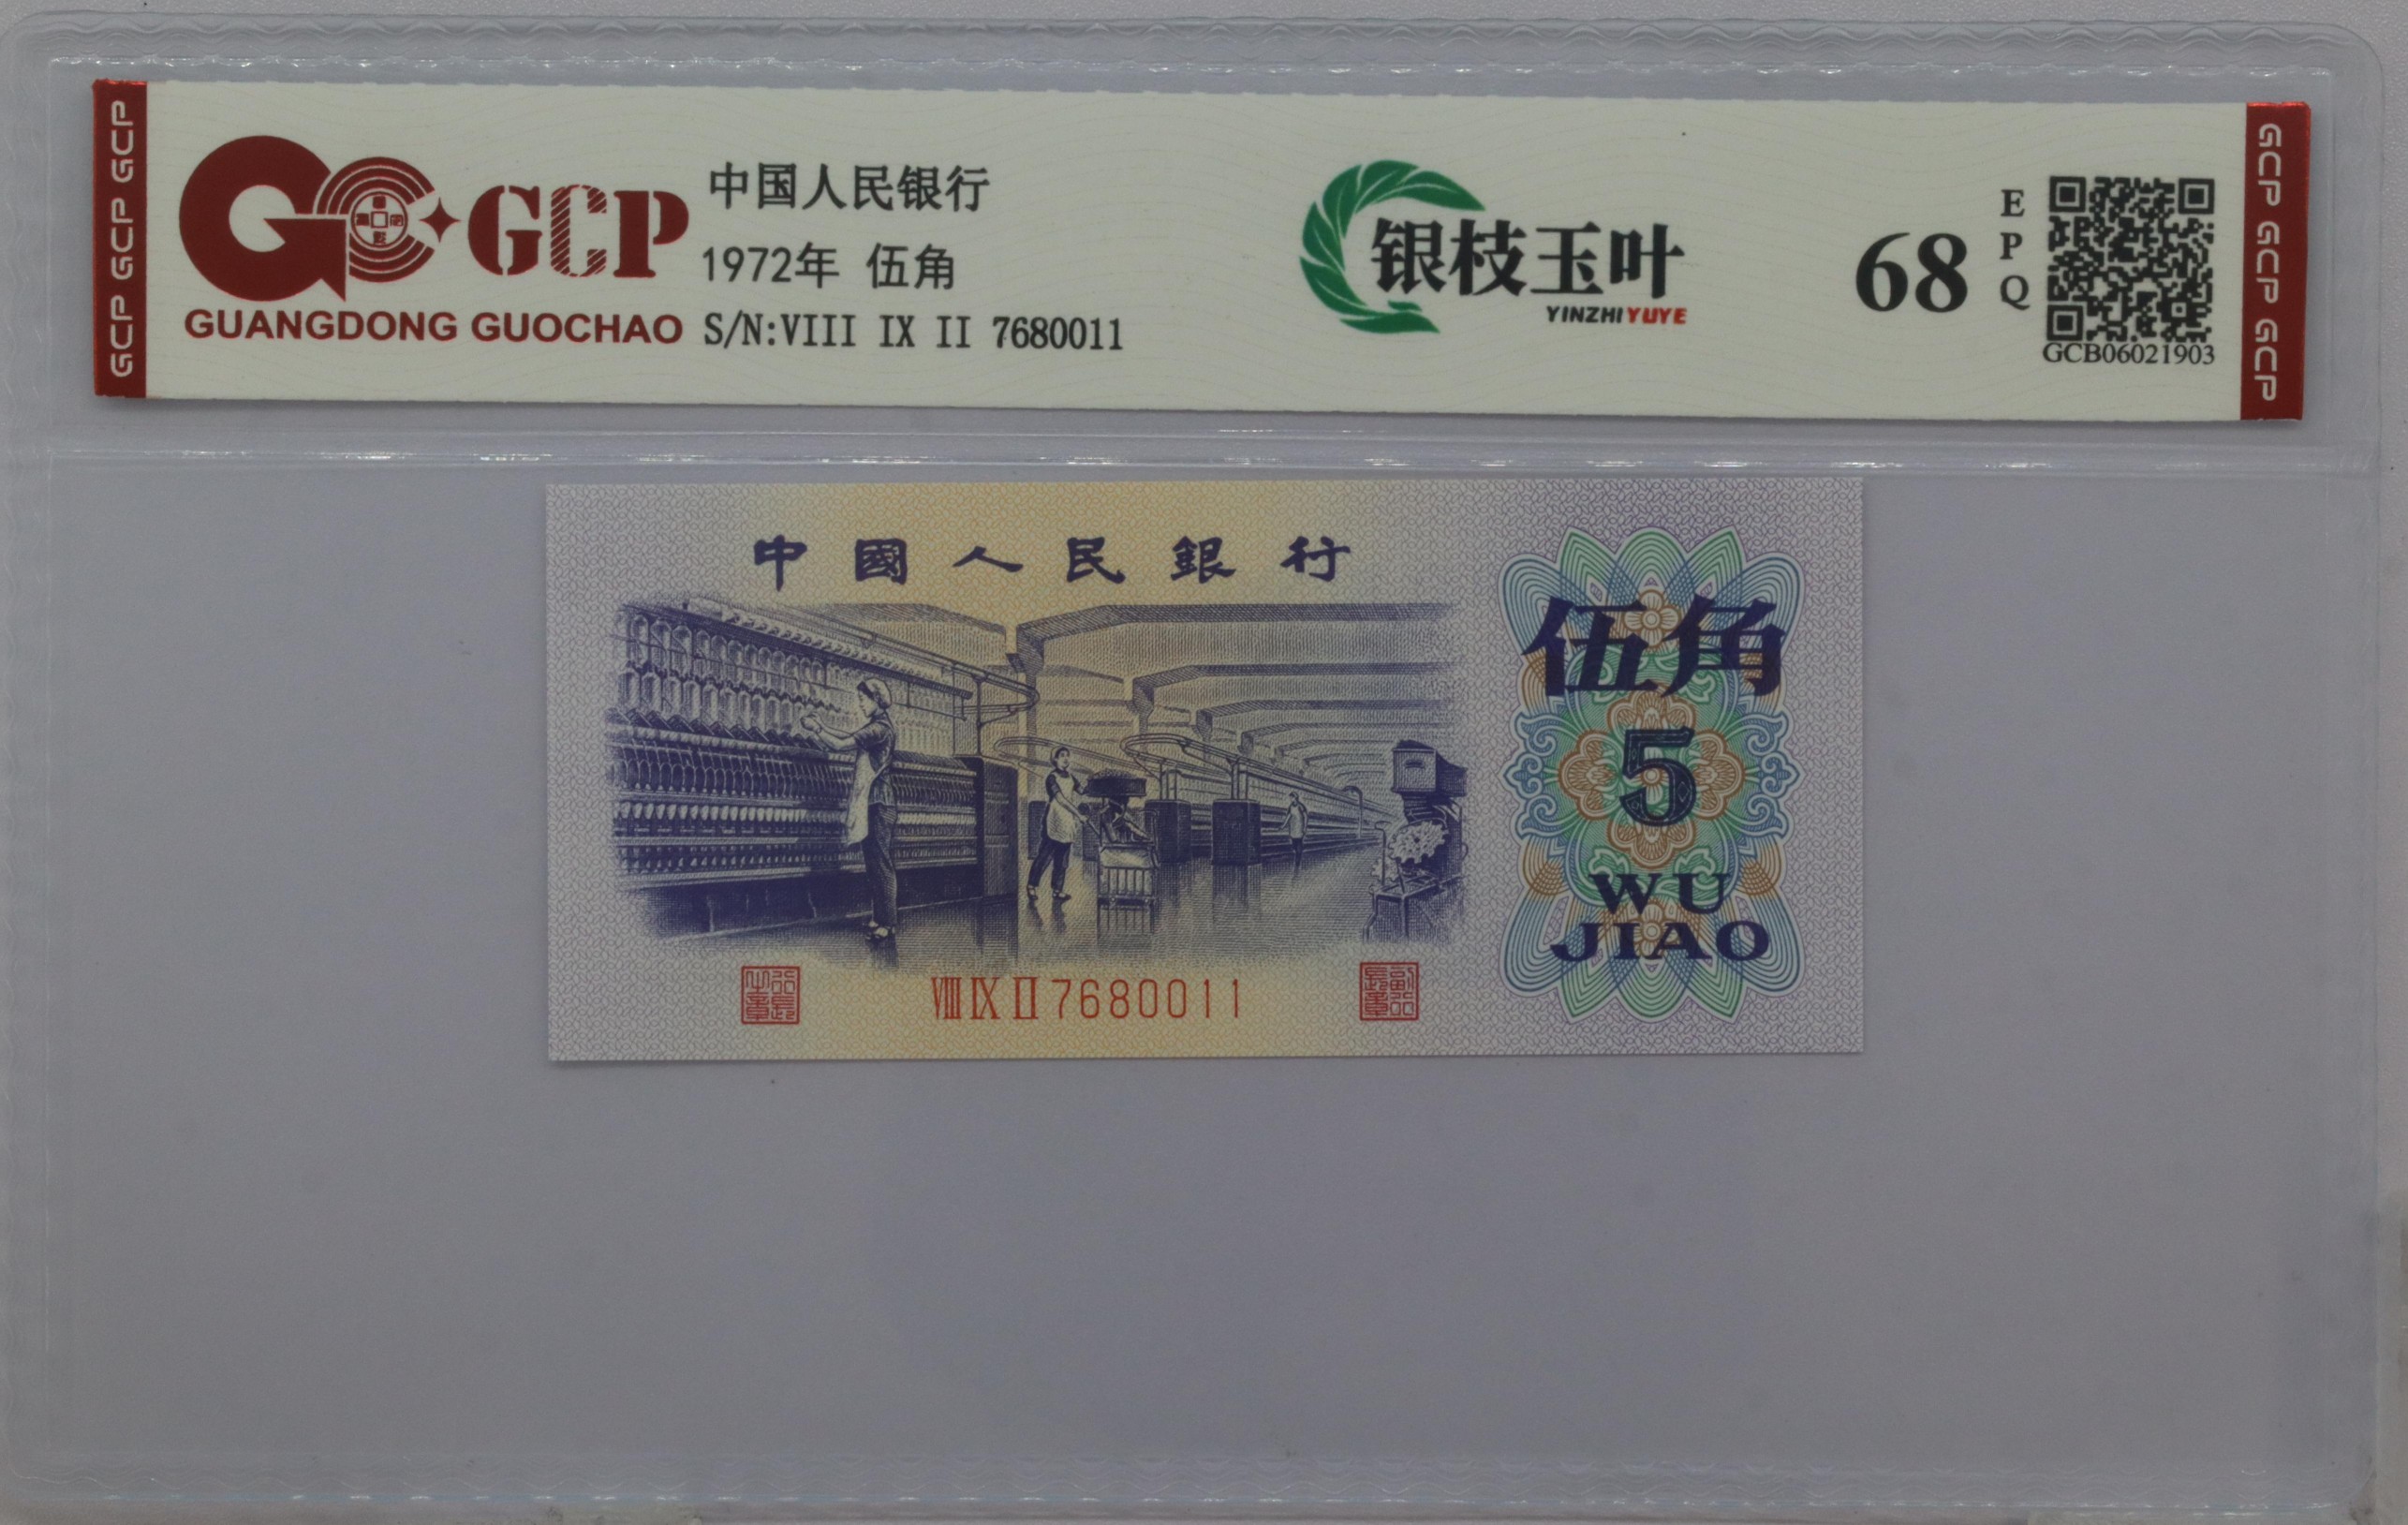 GCP GCP GCP
GCP
GUANGDONG GUOCHAO
中国人民银行
1972年 伍角
S/N:VIII IX II 7680011
银枝玉叶
YINZHIYUYE
68
EPQ
GCB06021903
GCP GCP GCP
中國人民銀行
伍角
5
WU
JIAO
VIII IX II 7680011